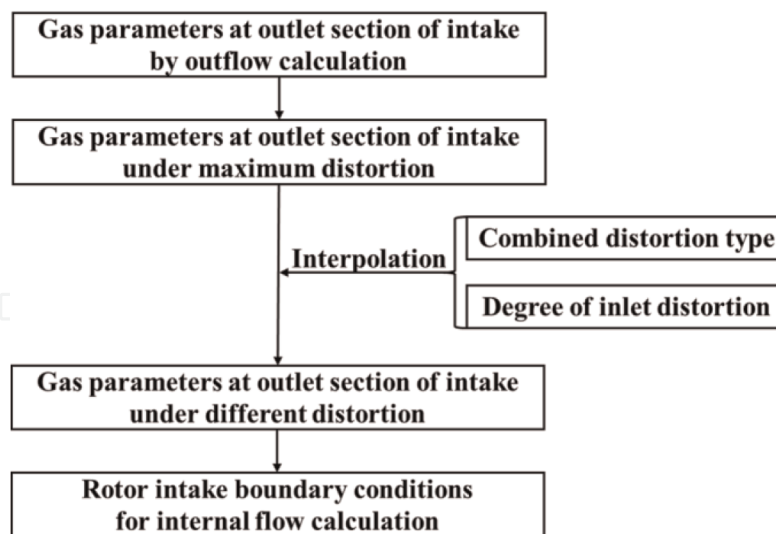 Gas parameters at outlet section of intake
by outflow calculation
Gas parameters at outlet section of intake
under maximum distortion
Interpolation
Combined distortion type
Degree of inlet distortion
Gas parameters at outlet section of intake
under different distortion
Rotor intake boundary conditions
for internal flow calculation